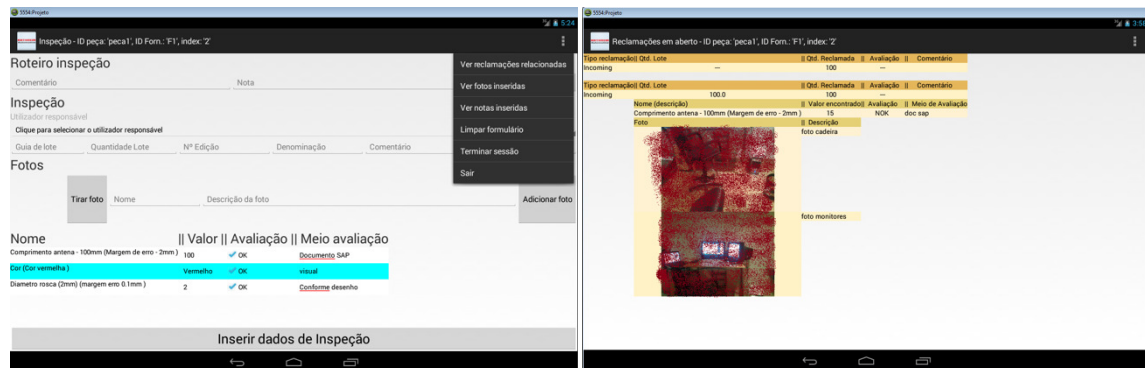 5554:Projeto
5:24
Inspeção - ID peça: 'peca1', ID Forn.: 'F1', index: '2'
Roteiro inspeção
Comentário Nota
Inspeção
Utilizador responsável
Clique para selecionar o utilizador responsável
Guia de lote Quantidade Lote Nº Edição Denominação Comentário
Fotos
Tirar foto Nome Descrição da foto Adicionar foto
Ver reclamações relacionadas
Ver fotos inseridas
Ver notas inseridas
Limpar formulário
Terminar sessão
Sair
Nome || Valor || Avaliação || Meio avaliação
Comprimento antena - 100mm (Margem de erro - 2mm ) 100 OK Documento SAP
Cor (Cor vermelha ) Vermelho OK visual
Diametro rosca (2mm) (margem erro 0.1mm ) 2 OK Conforme desenho
Inserir dados de Inspeção
5554:Projeto
3:58
Reclamações em aberto - ID peça: 'peca1', ID Forn.: 'F1', index: '2'
Tipo reclamação|| Qtd. Lote || Qtd. Reclamada || Avaliação || Comentário
Incoming --- 100 ---
Tipo reclamação|| Qtd. Lote || Qtd. Reclamada || Avaliação || Comentário
Incoming 100.0 100 ---
Nome (descrição) || Valor encontrado|| Avaliação || Meio de Avaliação
Comprimento antena - 100mm (Margem de erro - 2mm ) 15 NOK doc sap
Foto || Descrição
foto cadeira
foto monitores